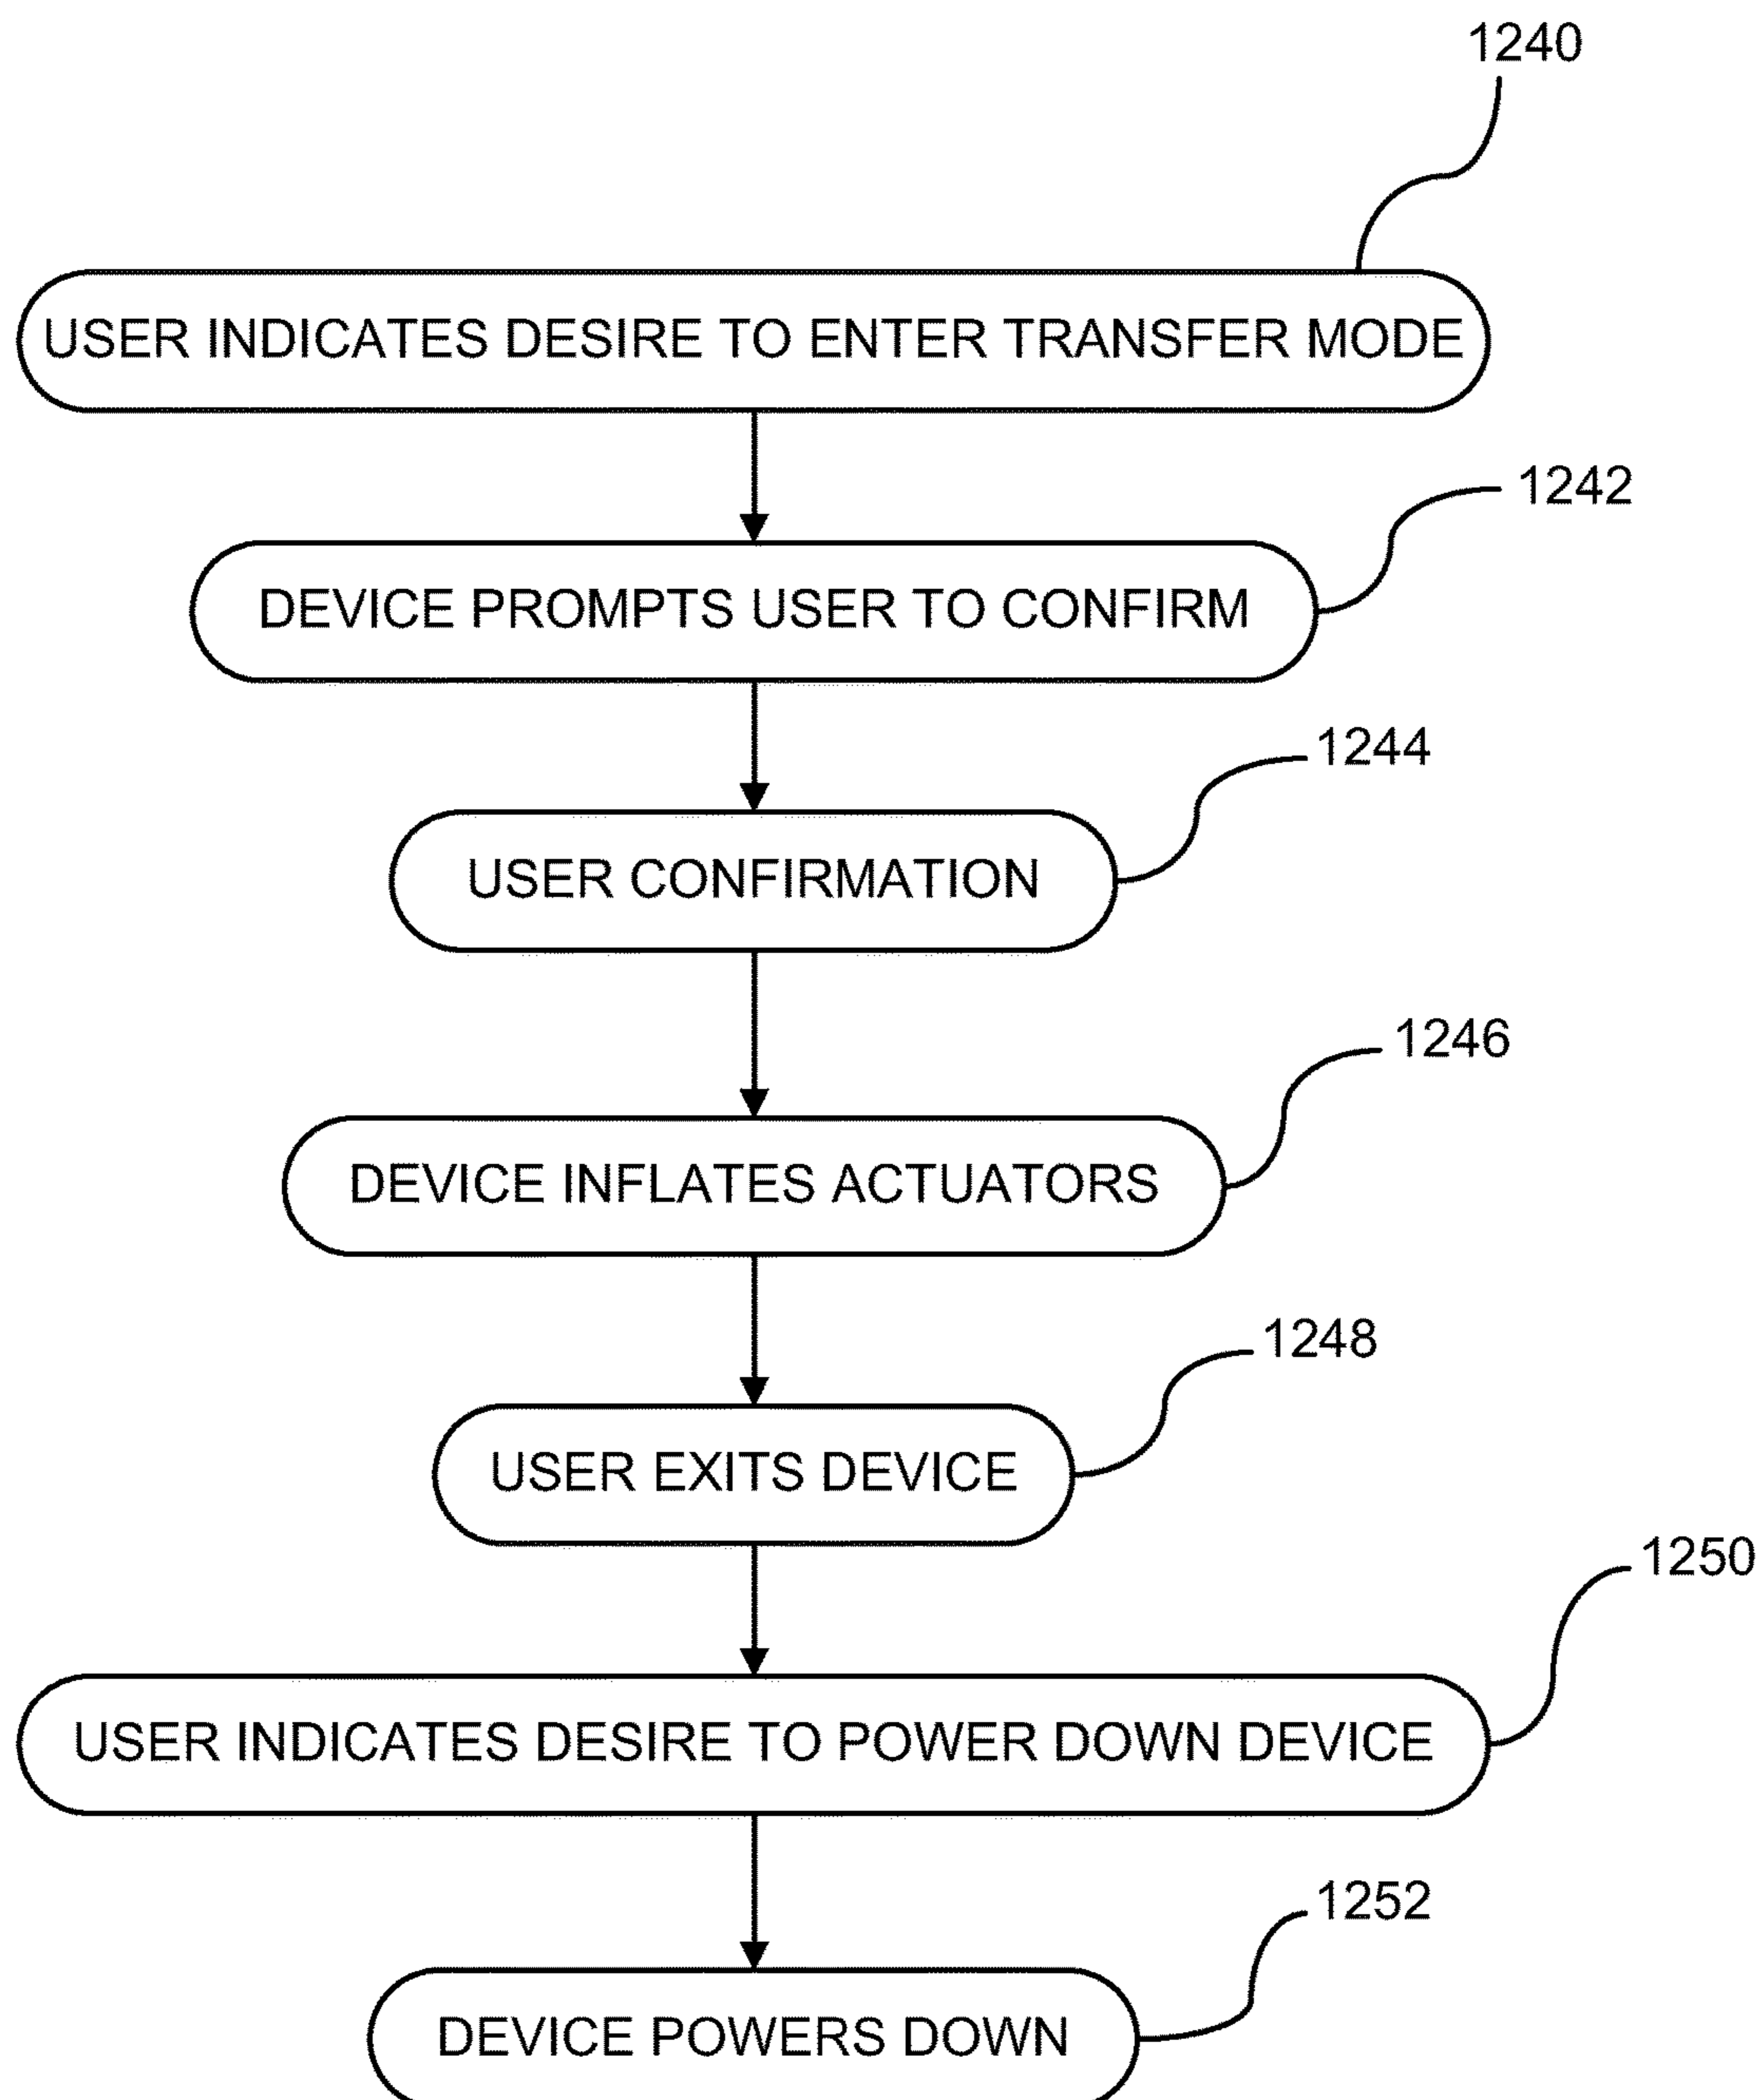 1240
USER INDICATES DESIRE TO ENTER TRANSFER MODE
1242
DEVICE PROMPTS USER TO CONFIRM
1244
USER CONFIRMATION
1246
DEVICE INFLATES ACTUATORS
1248
USER EXITS DEVICE
1250
USER INDICATES DESIRE TO POWER DOWN DEVICE
1252
DEVICE POWERS DOWN